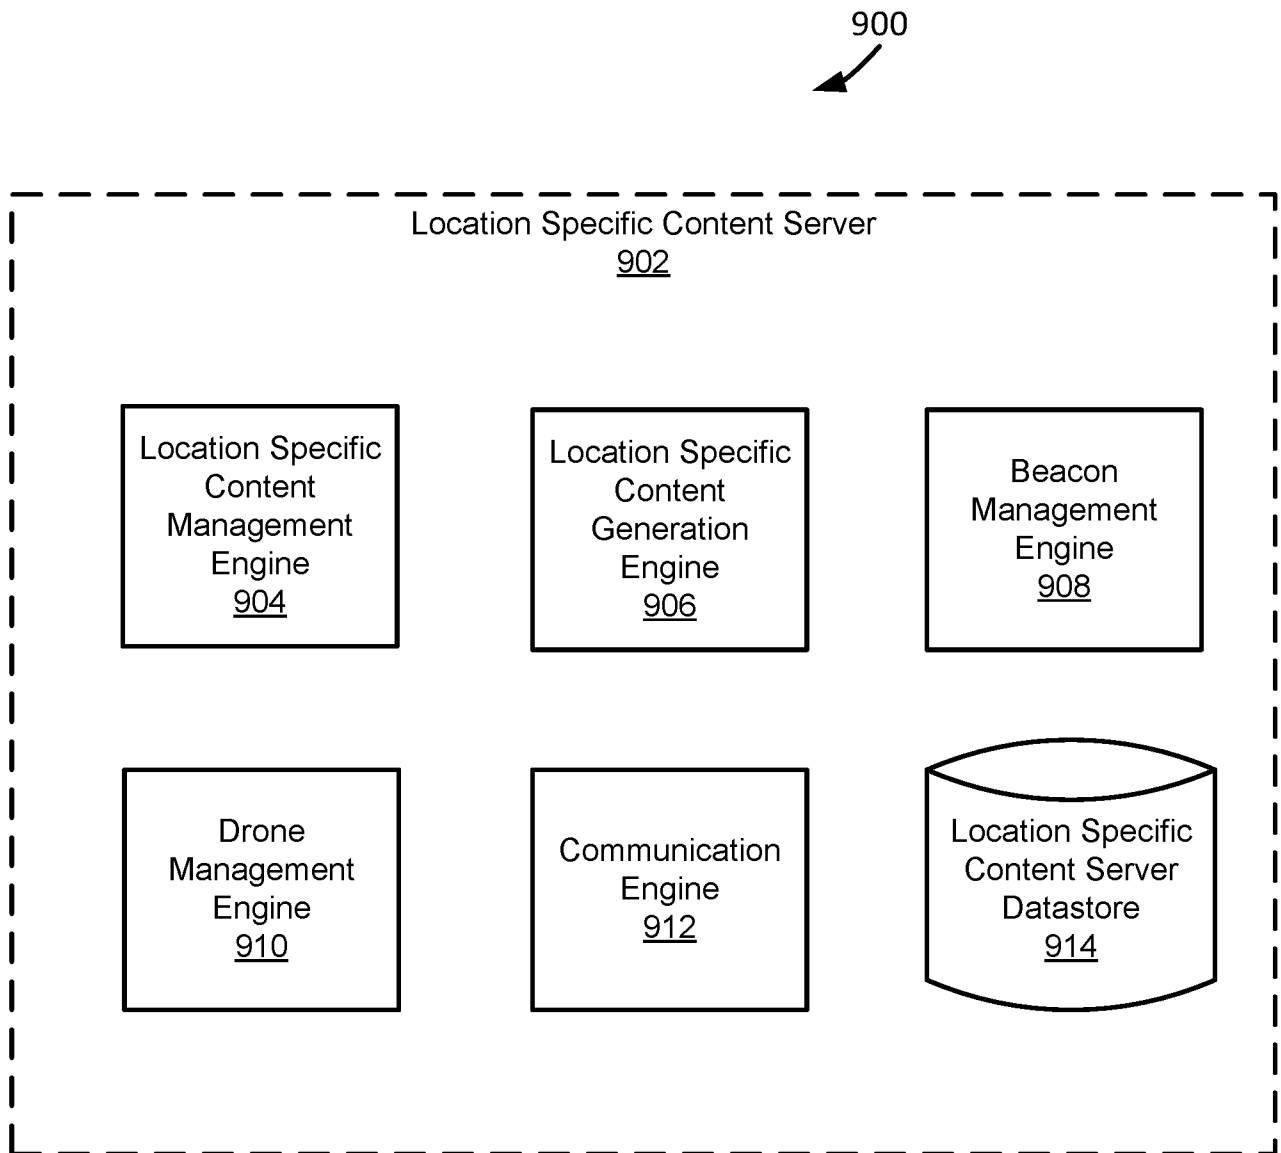 900
Location Specific Content Server
902
Location Specific
Content
Management
Engine
904
Location Specific
Content
Generation
Engine
906
Beacon
Management
Engine
908
Drone
Management
Engine
910
Communication
Engine
912
Location Specific
Content Server
Datastore
914